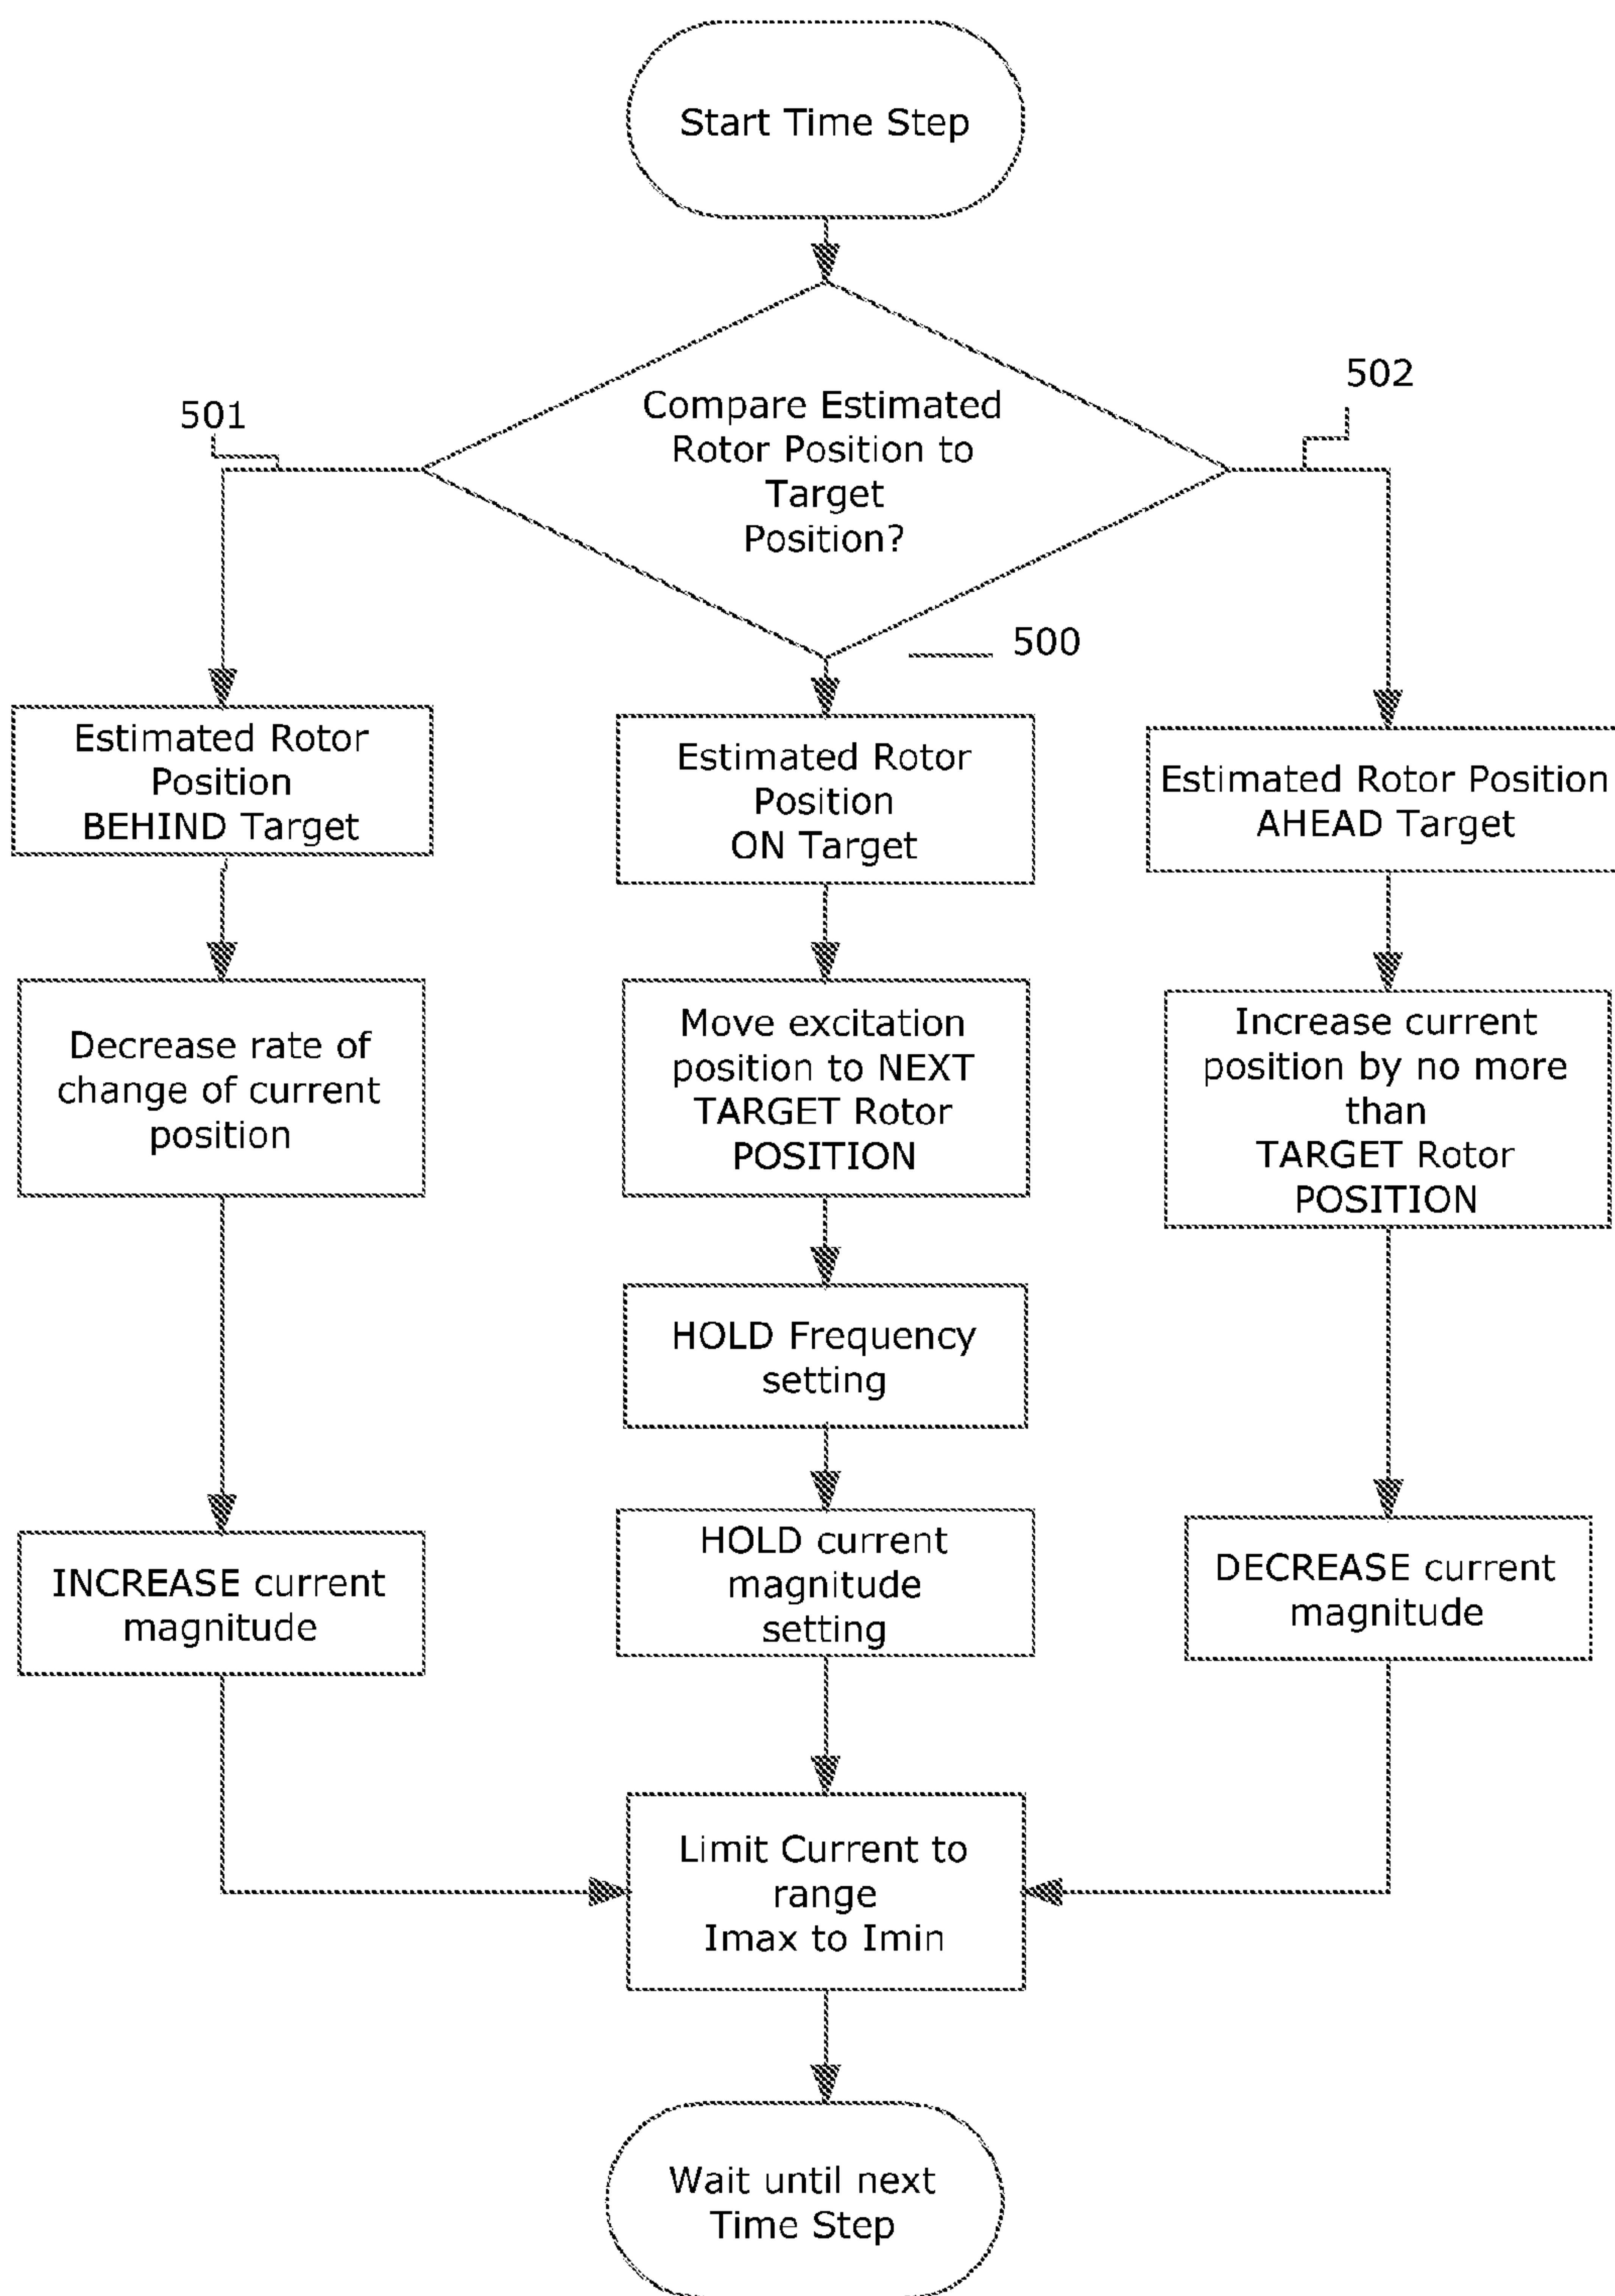 Start Time Step
Compare Estimated
Rotor Position to
Target
Position?
501
502
500
Estimated Rotor
Position
BEHIND Target
Decrease rate of
change of current
position
INCREASE current
magnitude
Estimated Rotor
Position
ON Target
Move excitation
position to NEXT
TARGET Rotor
POSITION
HOLD Frequency
setting
HOLD current
magnitude
setting
Estimated Rotor Position
AHEAD Target
Increase current
position by no more
than
TARGET Rotor
POSITION
DECREASE current
magnitude
Limit Current to
range
Imax to Imin
Wait until next
Time Step